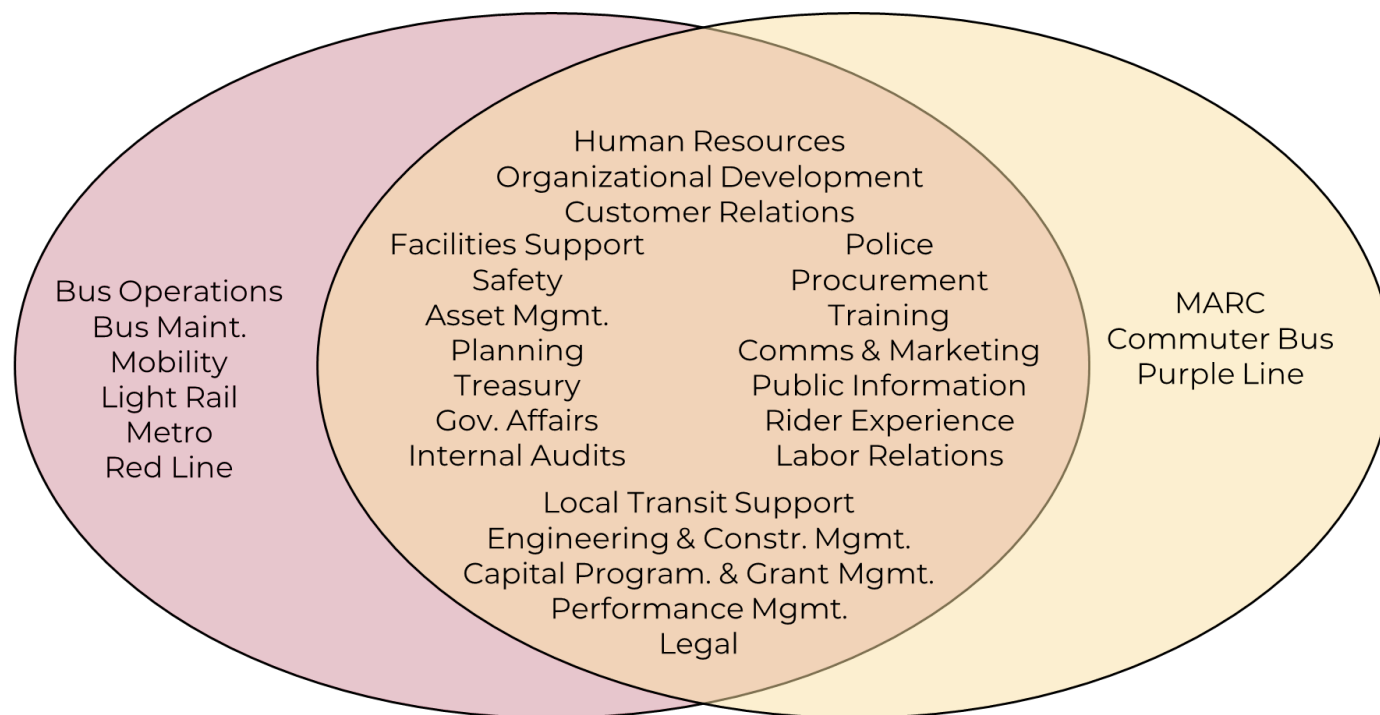 Human Resources
Organizational Development
Customer Relations
Facilities Support
Safety
Asset Mgmt.
Planning
Treasury
Gov. Affairs
Internal Audits
Police
Procurement
Training
Comms & Marketing
Public Information
Rider Experience
Labor Relations
Local Transit Support
Engineering & Constr. Mgmt.
Capital Program. & Grant Mgmt.
Performance Mgmt.
Legal
Bus Operations
Bus Maint.
Mobility
Light Rail
Metro
Red Line
MARC
Commuter Bus
Purple Line